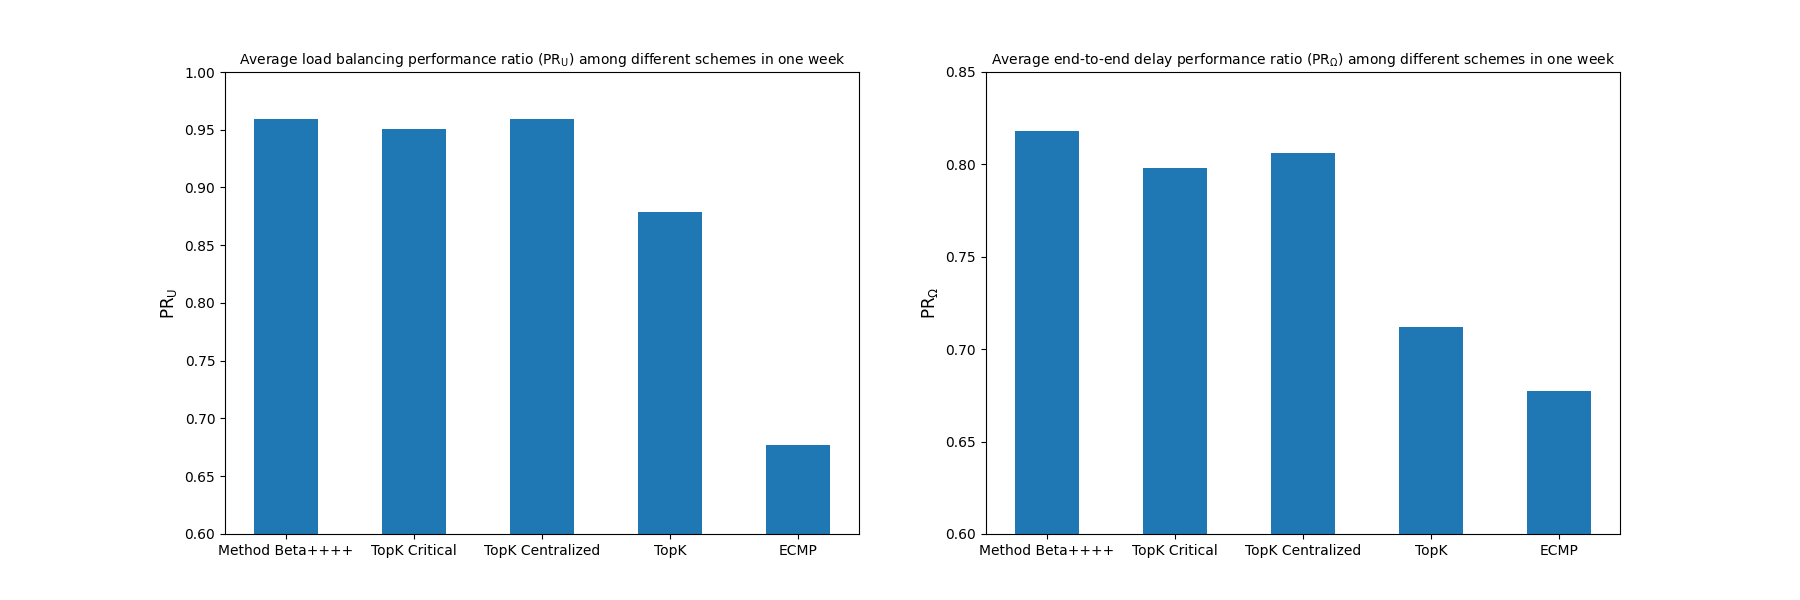 Average load balancing performance ratio (PR_U) among different schemes in one week
1.00
0.95
0.90
0.85
0.80
0.75
0.70
0.65
0.60
PR_U
Method Beta++++ TopK Critical TopK Centralized TopK ECMP
Average end-to-end delay performance ratio (PR_Ω) among different schemes in one week
0.85
0.80
0.75
0.70
0.65
0.60
PR_Ω
Method Beta++++ TopK Critical TopK Centralized TopK ECMP